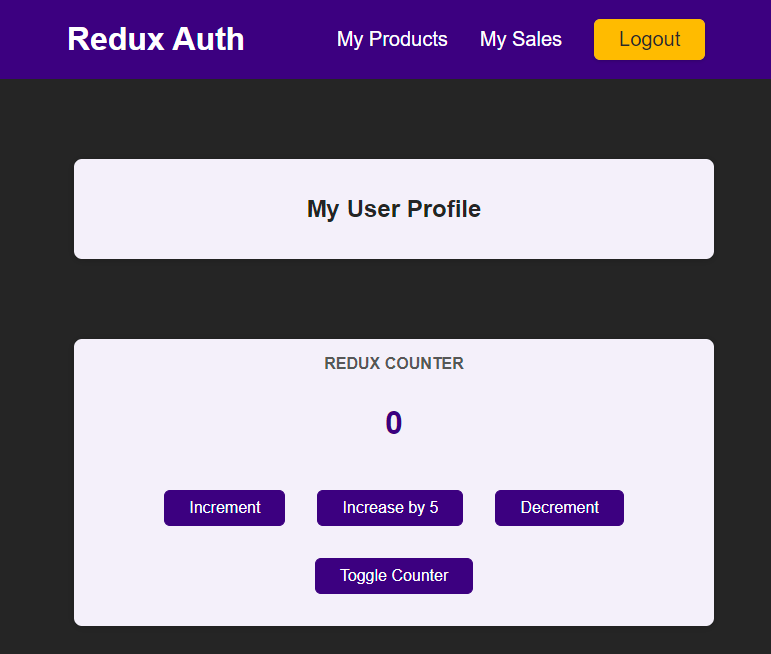 Redux Auth My Products My Sales Logout
My User Profile
REDUX COUNTER
0
Increment Increase by 5 Decrement
Toggle Counter